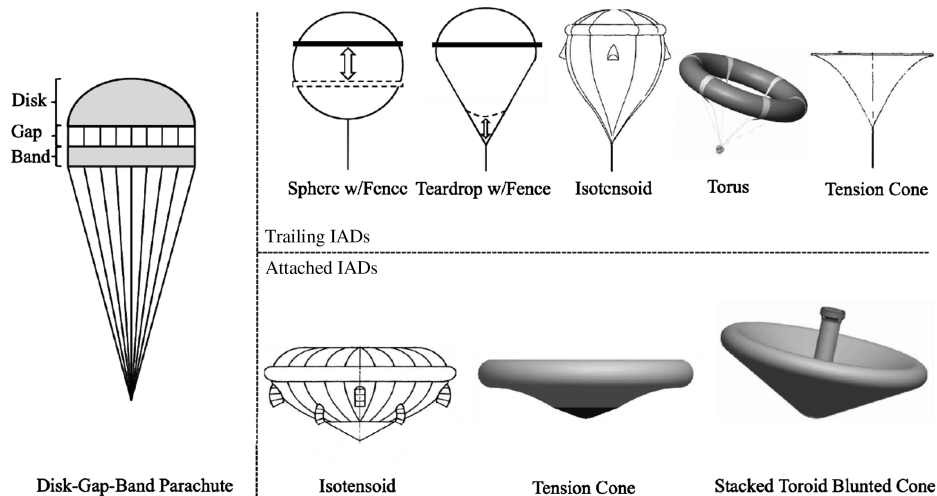 Disk
Gap
Band
Disk-Gap-Band Parachute
Sphere w/Fence
Teardrop w/Fence
Isotensoid
Torus
Tension Cone
Trailing IADs
Attached IADs
Isotensoid
Tension Cone
Stacked Toroid Blunted Cone